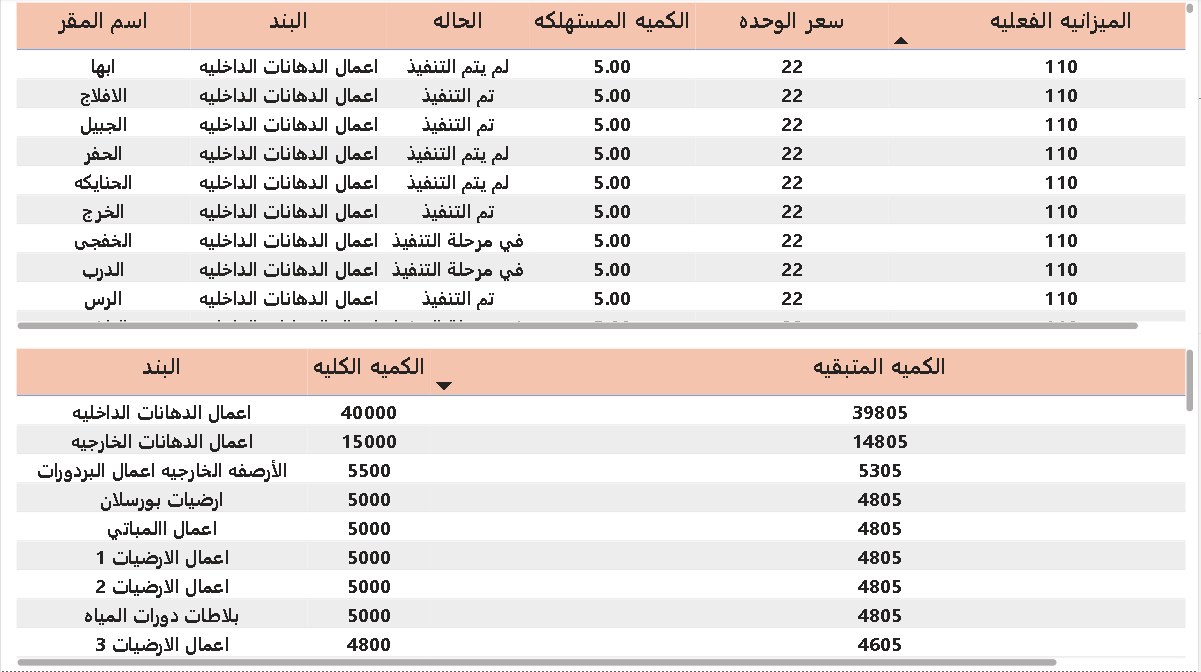 اسم المقر البند الحاله الكميه المستهلكه سعر الوحده الميزانيه الفعليه
ابها اعمال الدهانات الداخليه لم يتم التنفيذ 5.00 22 110
الافلاج اعمال الدهانات الداخليه تم التنفيذ 5.00 22 110
الجبيل اعمال الدهانات الداخليه تم التنفيذ 5.00 22 110
الحفر اعمال الدهانات الداخليه لم يتم التنفيذ 5.00 22 110
الحنايكه اعمال الدهانات الداخليه لم يتم التنفيذ 5.00 22 110
الخرج اعمال الدهانات الداخليه تم التنفيذ 5.00 22 110
الخفجى اعمال الدهانات الداخليه في مرحلة التنفيذ 5.00 22 110
الدرب اعمال الدهانات الداخليه في مرحلة التنفيذ 5.00 22 110
الرس اعمال الدهانات الداخليه تم التنفيذ 5.00 22 110
البند الكميه الكليه الكميه المتبقيه
اعمال الدهانات الداخليه 40000 39805
اعمال الدهانات الخارجيه 15000 14805
الأرصفه الخارجيه اعمال البردورات 5500 5305
ارضيات بورسلان 5000 4805
اعمال االمباتي 5000 4805
اعمال الارضيات 1 5000 4805
اعمال الارضيات 2 5000 4805
بلاطات دورات المياه 5000 4805
اعمال الارضيات 3 4800 4605